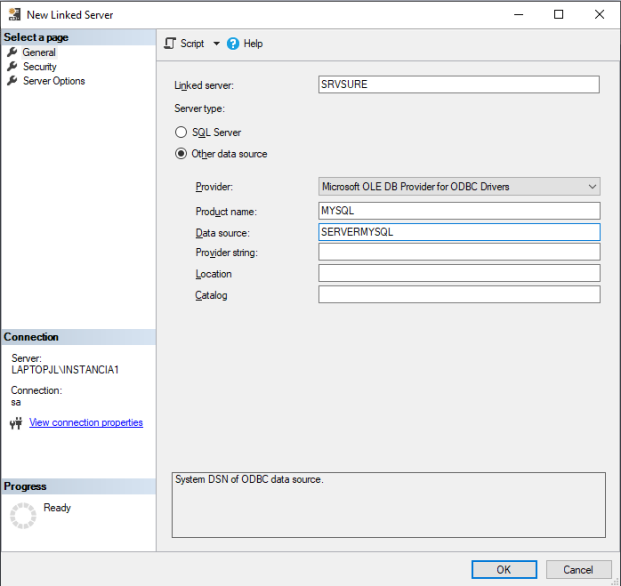 New Linked Server
Select a page
General
Security
Server Options
Script
Help
Linked server:
SRVSURE
Server type:
SQL Server
Other data source
Provider:
Microsoft OLE DB Provider for ODBC Drivers
Product name:
MYSQL
Data source:
SERVERMYSQL
Provider string:
Location
Catalog
Connection
Server:
LAPTOPJL\INSTANCIA1
Connection:
sa
View connection properties
Progress
Ready
System DSN of ODBC data source.
OK
Cancel